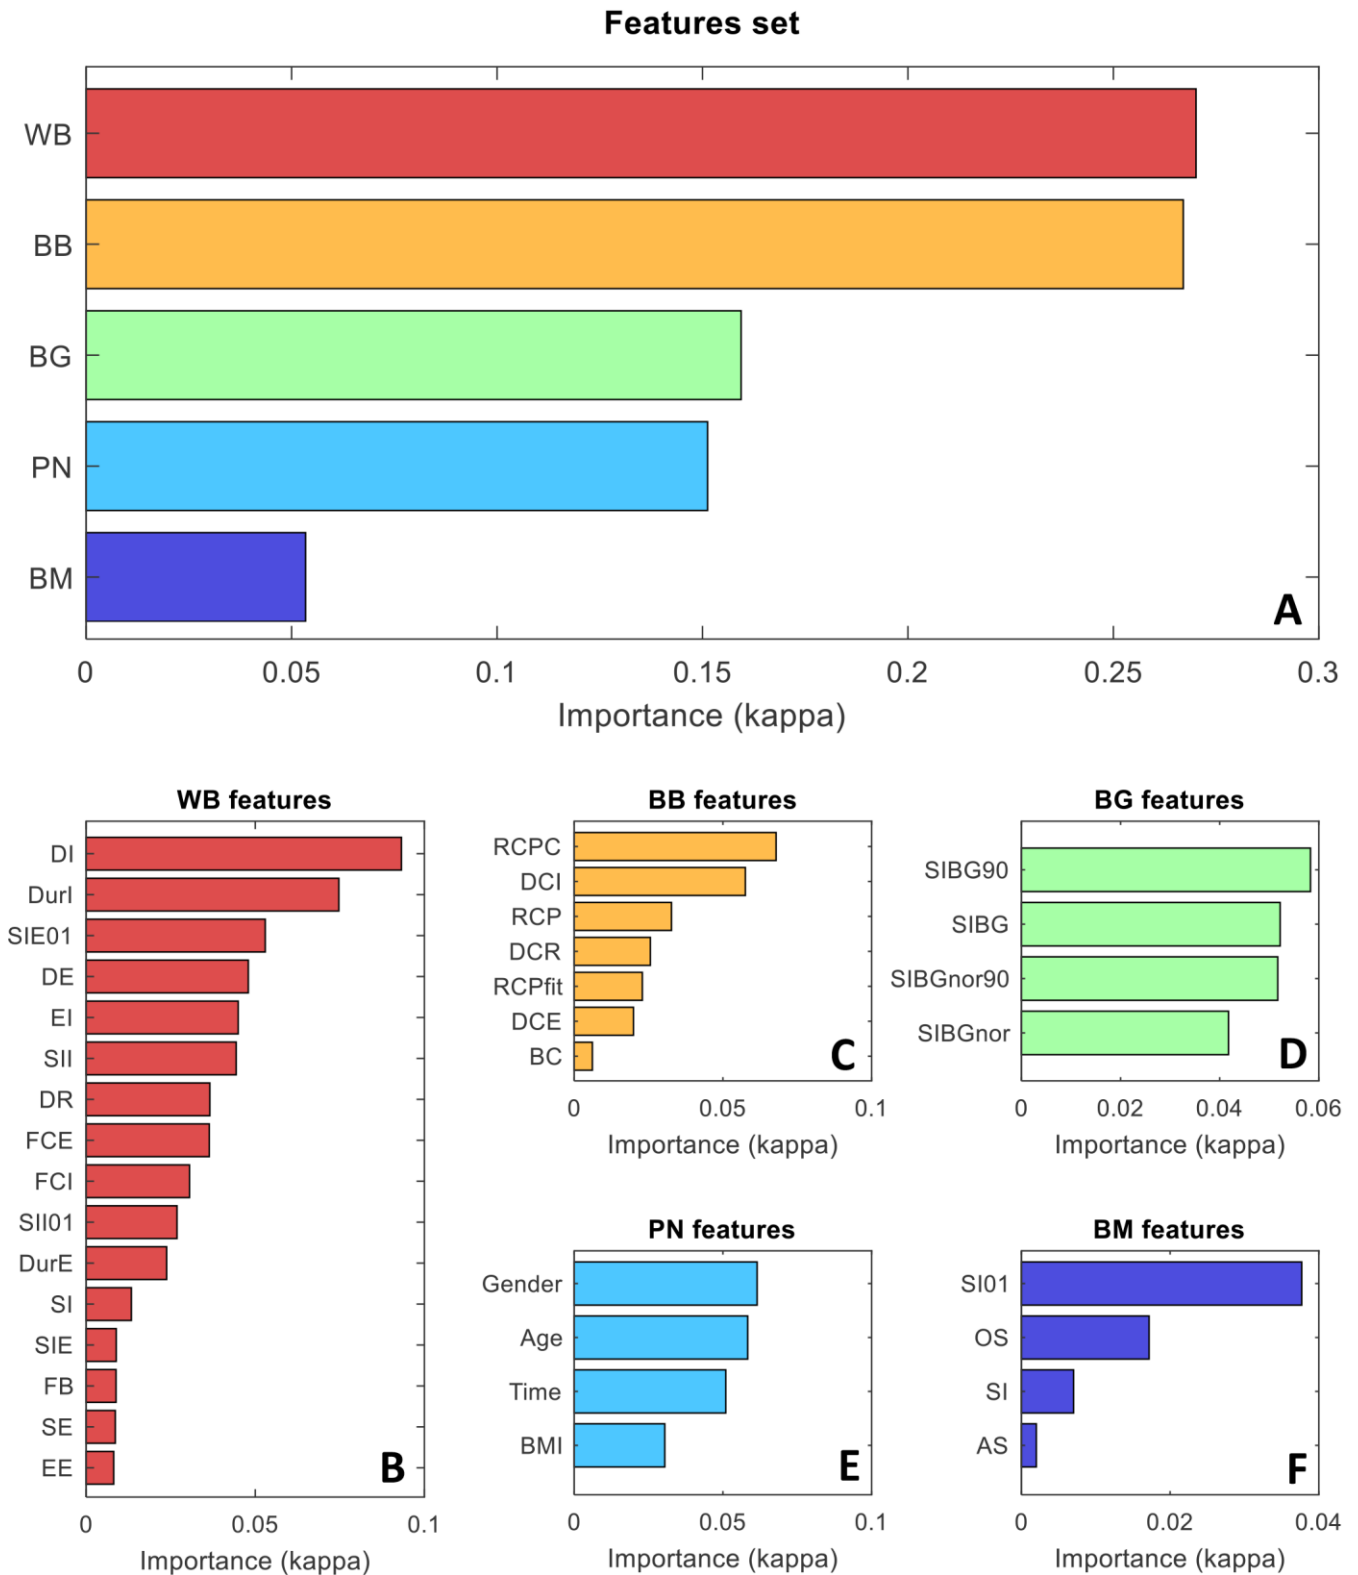 Features set
WB
BB
BG
PN
BM
A
0 0.05 0.1 0.15 0.2 0.25 0.3
Importance (kappa)
WB features
DI
DurI
SIE01
DE
EI
SII
DR
FCE
FCI
SII01
DurE
SI
SIE
FB
SE
EE
B
0 0.05 0.1
Importance (kappa)
BB features
RCPC
DCI
RCP
DCR
RCPfit
DCE
BC
C
0 0.05 0.1
Importance (kappa)
BG features
SIBG90
SIBG
SIBGnor90
SIBGnor
D
0 0.02 0.04 0.06
Importance (kappa)
PN features
Gender
Age
Time
BMI
E
0 0.05 0.1
Importance (kappa)
BM features
SI01
OS
SI
AS
F
0 0.02 0.04
Importance (kappa)